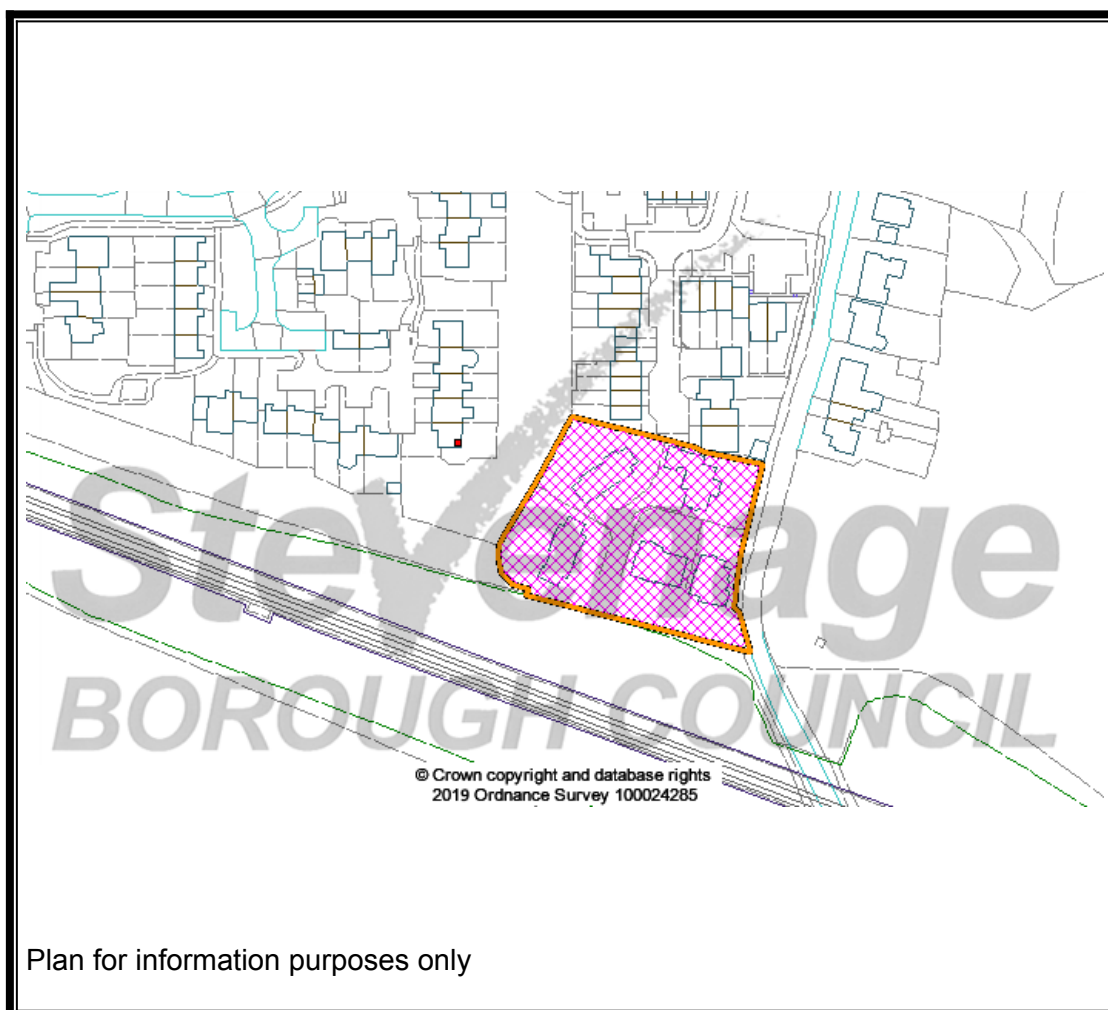 Stevenage
BOROUGH COUNCIL
© Crown copyright and database rights
2019 Ordnance Survey 100024285
Plan for information purposes only